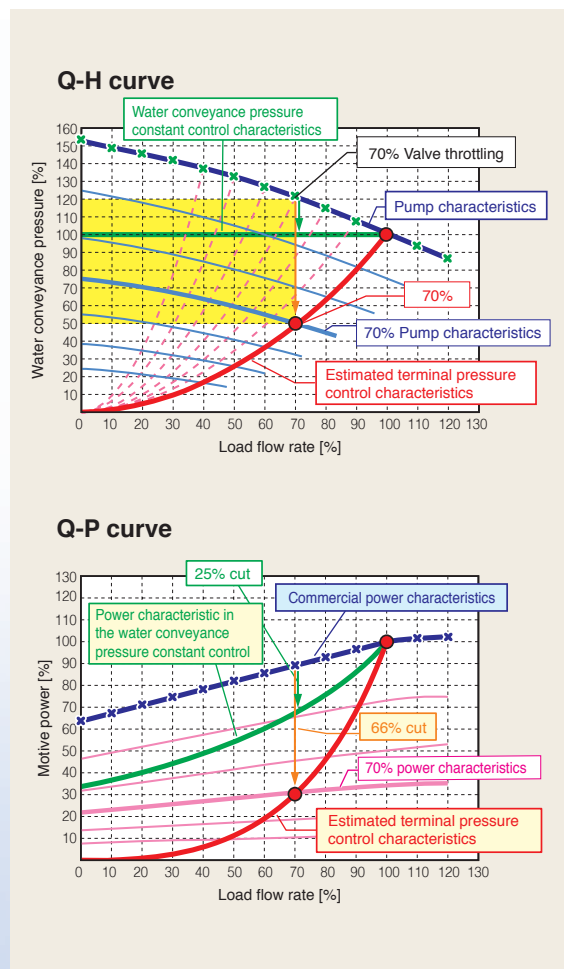 Q-H curve
Water conveyance pressure
constant control characteristics
160
150
140
130
120
110
100
90
80
70
60
50
40
30
20
10
Water conveyance pressure [%]
70% Valve throttling
Pump characteristics
70%
70% Pump characteristics
Estimated terminal pressure
control characteristics
0 10 20 30 40 50 60 70 80 90 100 110 120 130
Load flow rate [%]
Q-P curve
25% cut
Commercial power characteristics
Power characteristic in
the water conveyance
pressure constant control
130
120
110
100
90
80
70
60
50
40
30
20
10
Motive power [%]
66% cut
70% power characteristics
Estimated terminal pressure
control characteristics
0 10 20 30 40 50 60 70 80 90 100 110 120 130
Load flow rate [%]